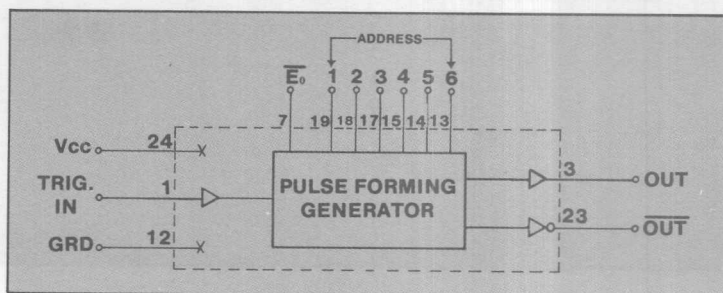 ADDRESS
E₀ 1 2 3 4 5 6
7 19 18 17 15 14 13
Vcc 24
TRIG. IN 1
PULSE FORMING
GENERATOR
3 OUT
23 OUT
GRD 12